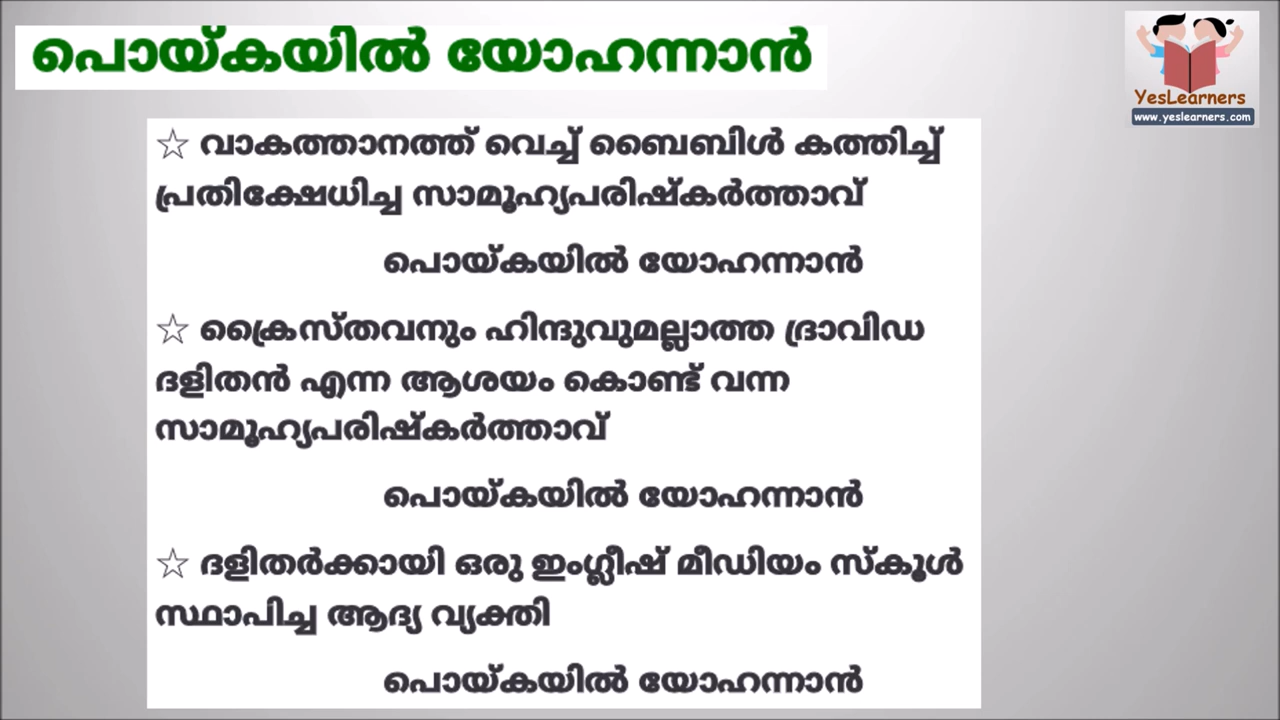 പൊയ്കയിൽ യോഹന്നാൻ
YesLearners
www.yeslearners.com
☆ വാകത്താനത്ത് വെച്ച് ബൈബിൾ കത്തിച്ച്
പ്രതിക്ഷേധിച്ച സാമൂഹ്യപരിഷ്കർത്താവ്
പൊയ്കയിൽ യോഹന്നാൻ
☆ ക്രൈസ്തവനും ഹിന്ദുവുമല്ലാത്ത ദ്രാവിഡ
ദളിതൻ എന്ന ആശയം കൊണ്ട് വന്ന
സാമൂഹ്യപരിഷ്കർത്താവ്
പൊയ്കയിൽ യോഹന്നാൻ
☆ ദളിതർക്കായി ഒരു ഇംഗ്ലീഷ് മീഡിയം സ്കൂൾ
സ്ഥാപിച്ച ആദ്യ വ്യക്തി
പൊയ്കയിൽ യോഹന്നാൻ